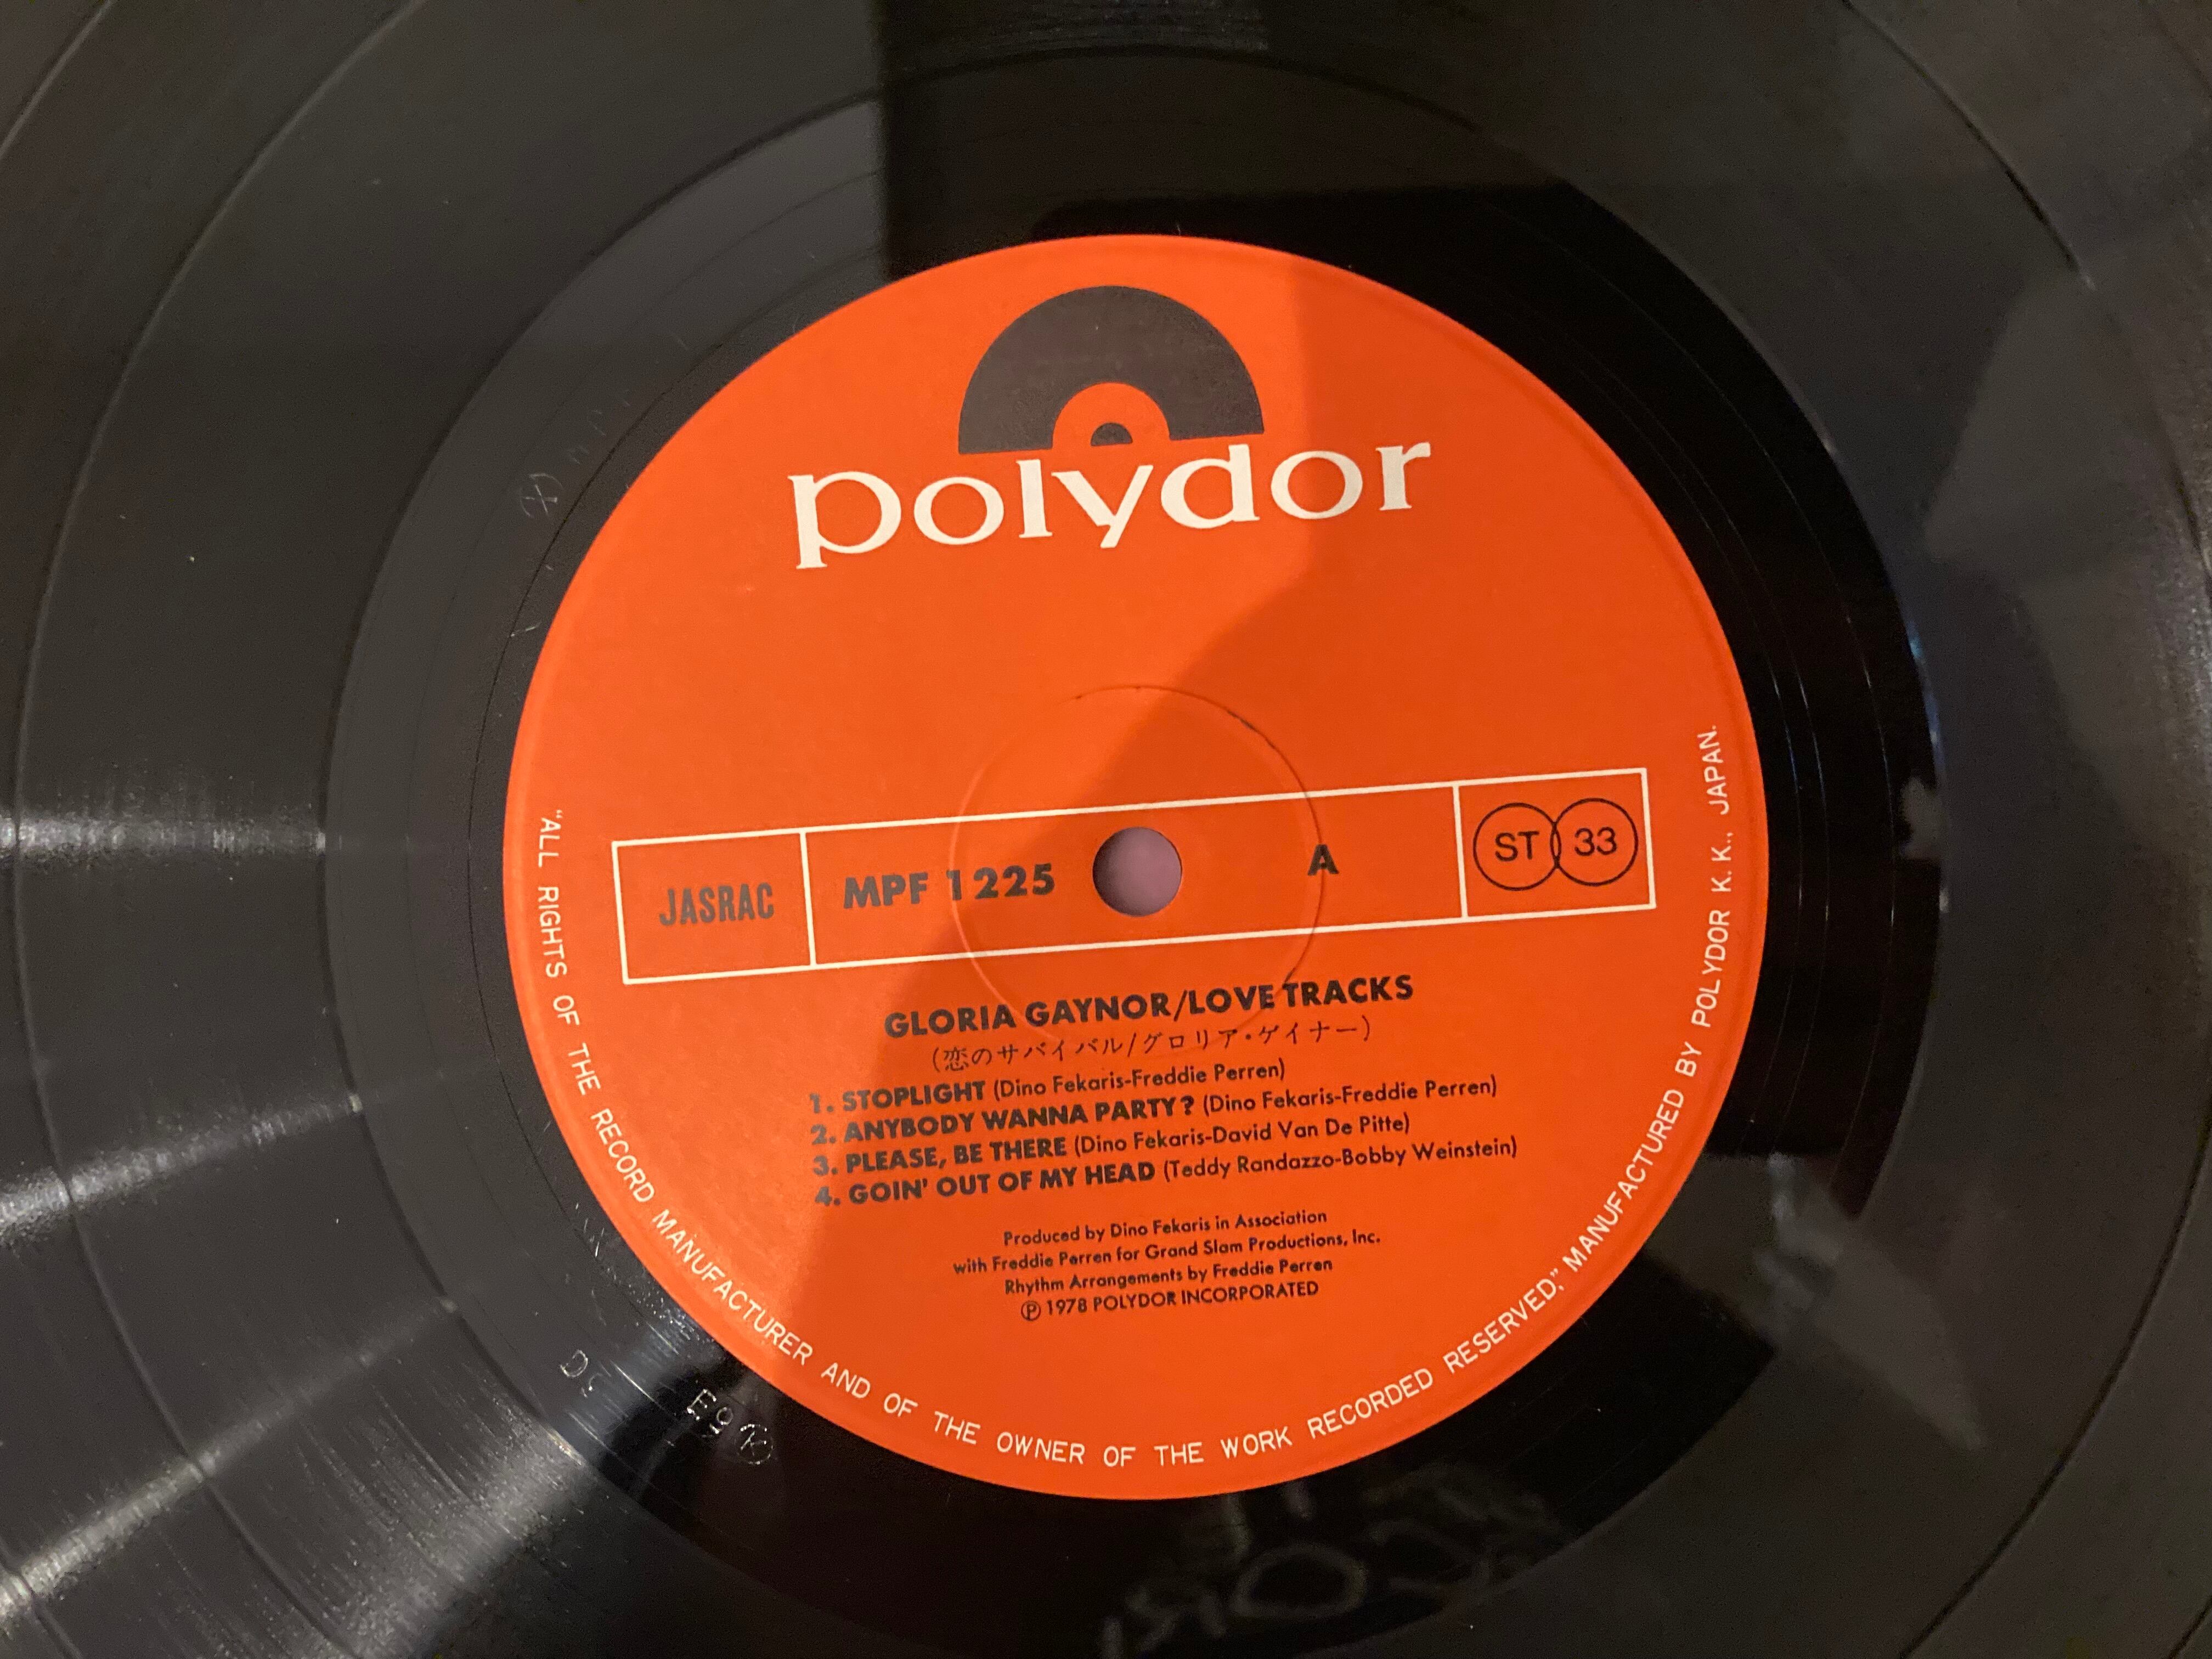 polydor
JASRAC MPF 1225 A ST 33
GLORIA GAYNOR/LOVE TRACKS
(恋のサバイバル/グロリア・ゲイナー)
1. STOPLIGHT (Dino Fekaris-Freddie Perren)
2. ANYBODY WANNA PARTY? (Dino Fekaris-Freddie Perren)
3. PLEASE, BE THERE (Dino Fekaris-David Van De Pitte)
4. GOIN' OUT OF MY HEAD (Teddy Randazzo-Bobby Weinstein)
Produced by Dino Fekaris in Association
with Freddie Perren for Grand Slam Productions, Inc.
Rhythm Arrangements by Freddie Perren
Ⓟ 1978 POLYDOR INCORPORATED
"ALL RIGHTS OF THE RECORD MANUFACTURER AND OF THE OWNER OF THE WORK RECORDED RESERVED," MANUFACTURED BY POLYDOR K.K., JAPAN.